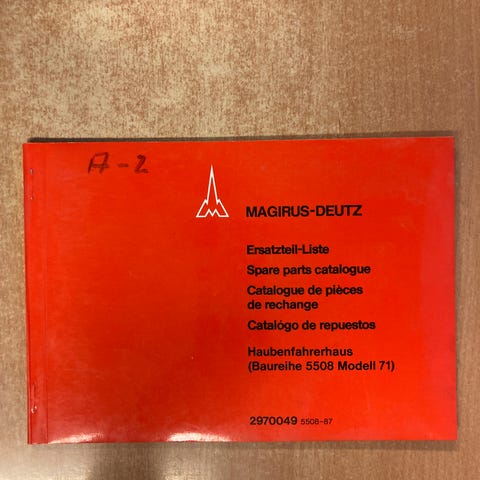 A-2
MAGIRUS-DEUTZ
Ersatzteil-Liste
Spare parts catalogue
Catalogue de pièces
de rechange
Catalógo de repuestos
Haubenfahrerhaus
(Baureihe 5508 Modell 71)
2970049 5508-87